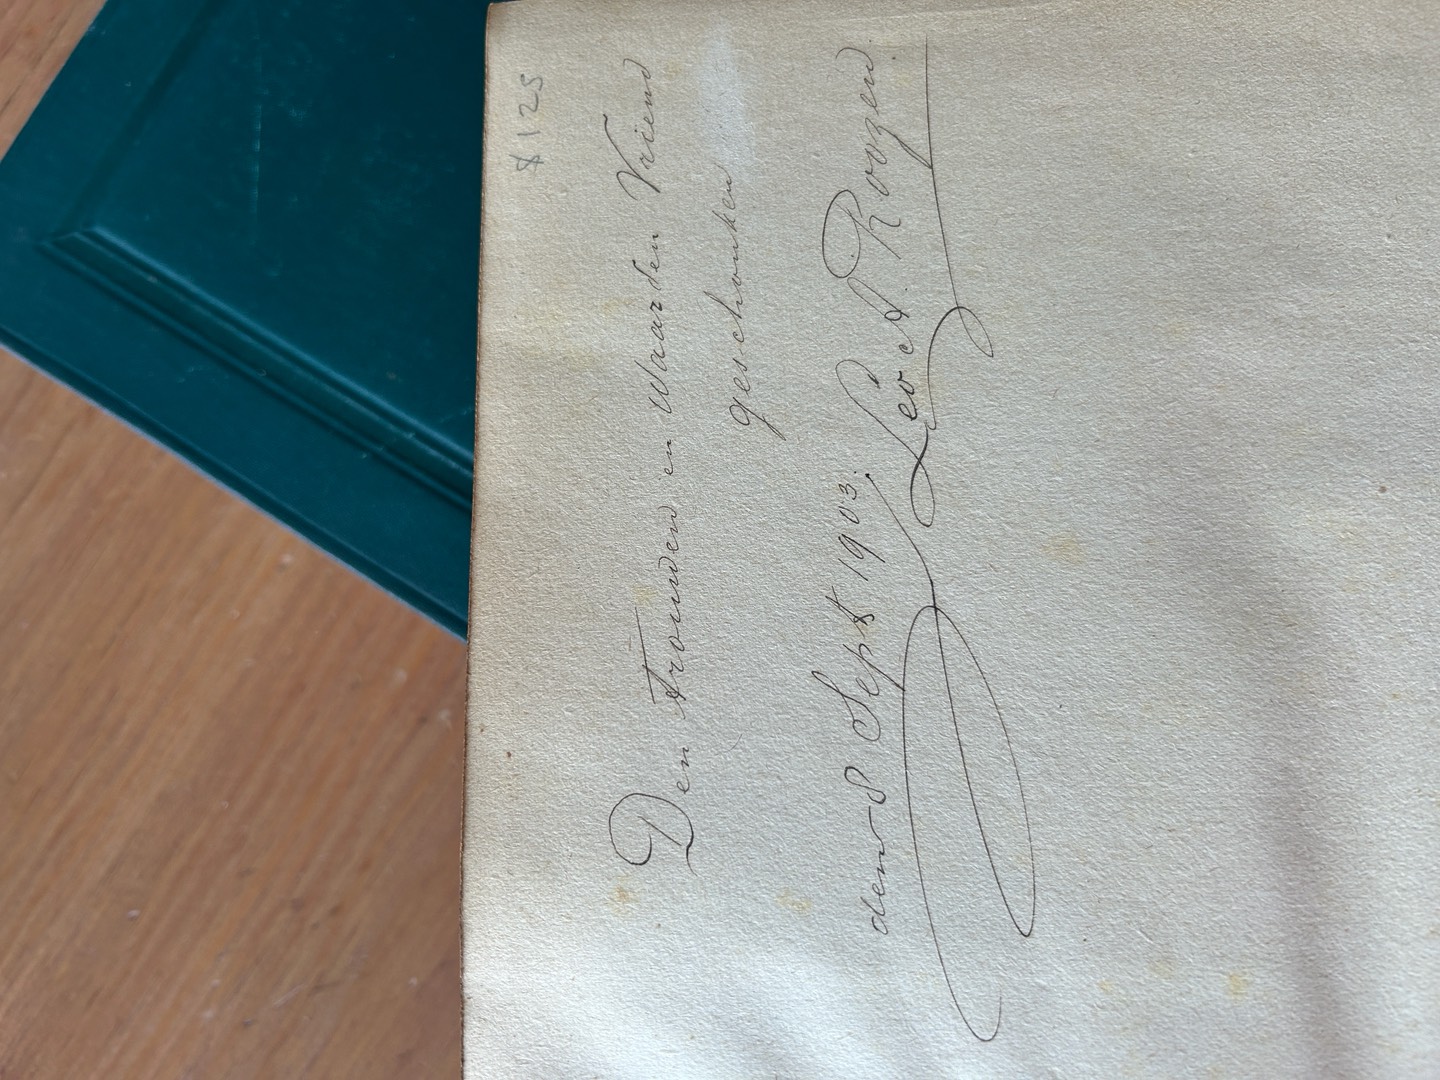 $125
Den Trouwen en Waarden Vriend
geschonken
den 8 Sept 1903. Leo A. Roozen.